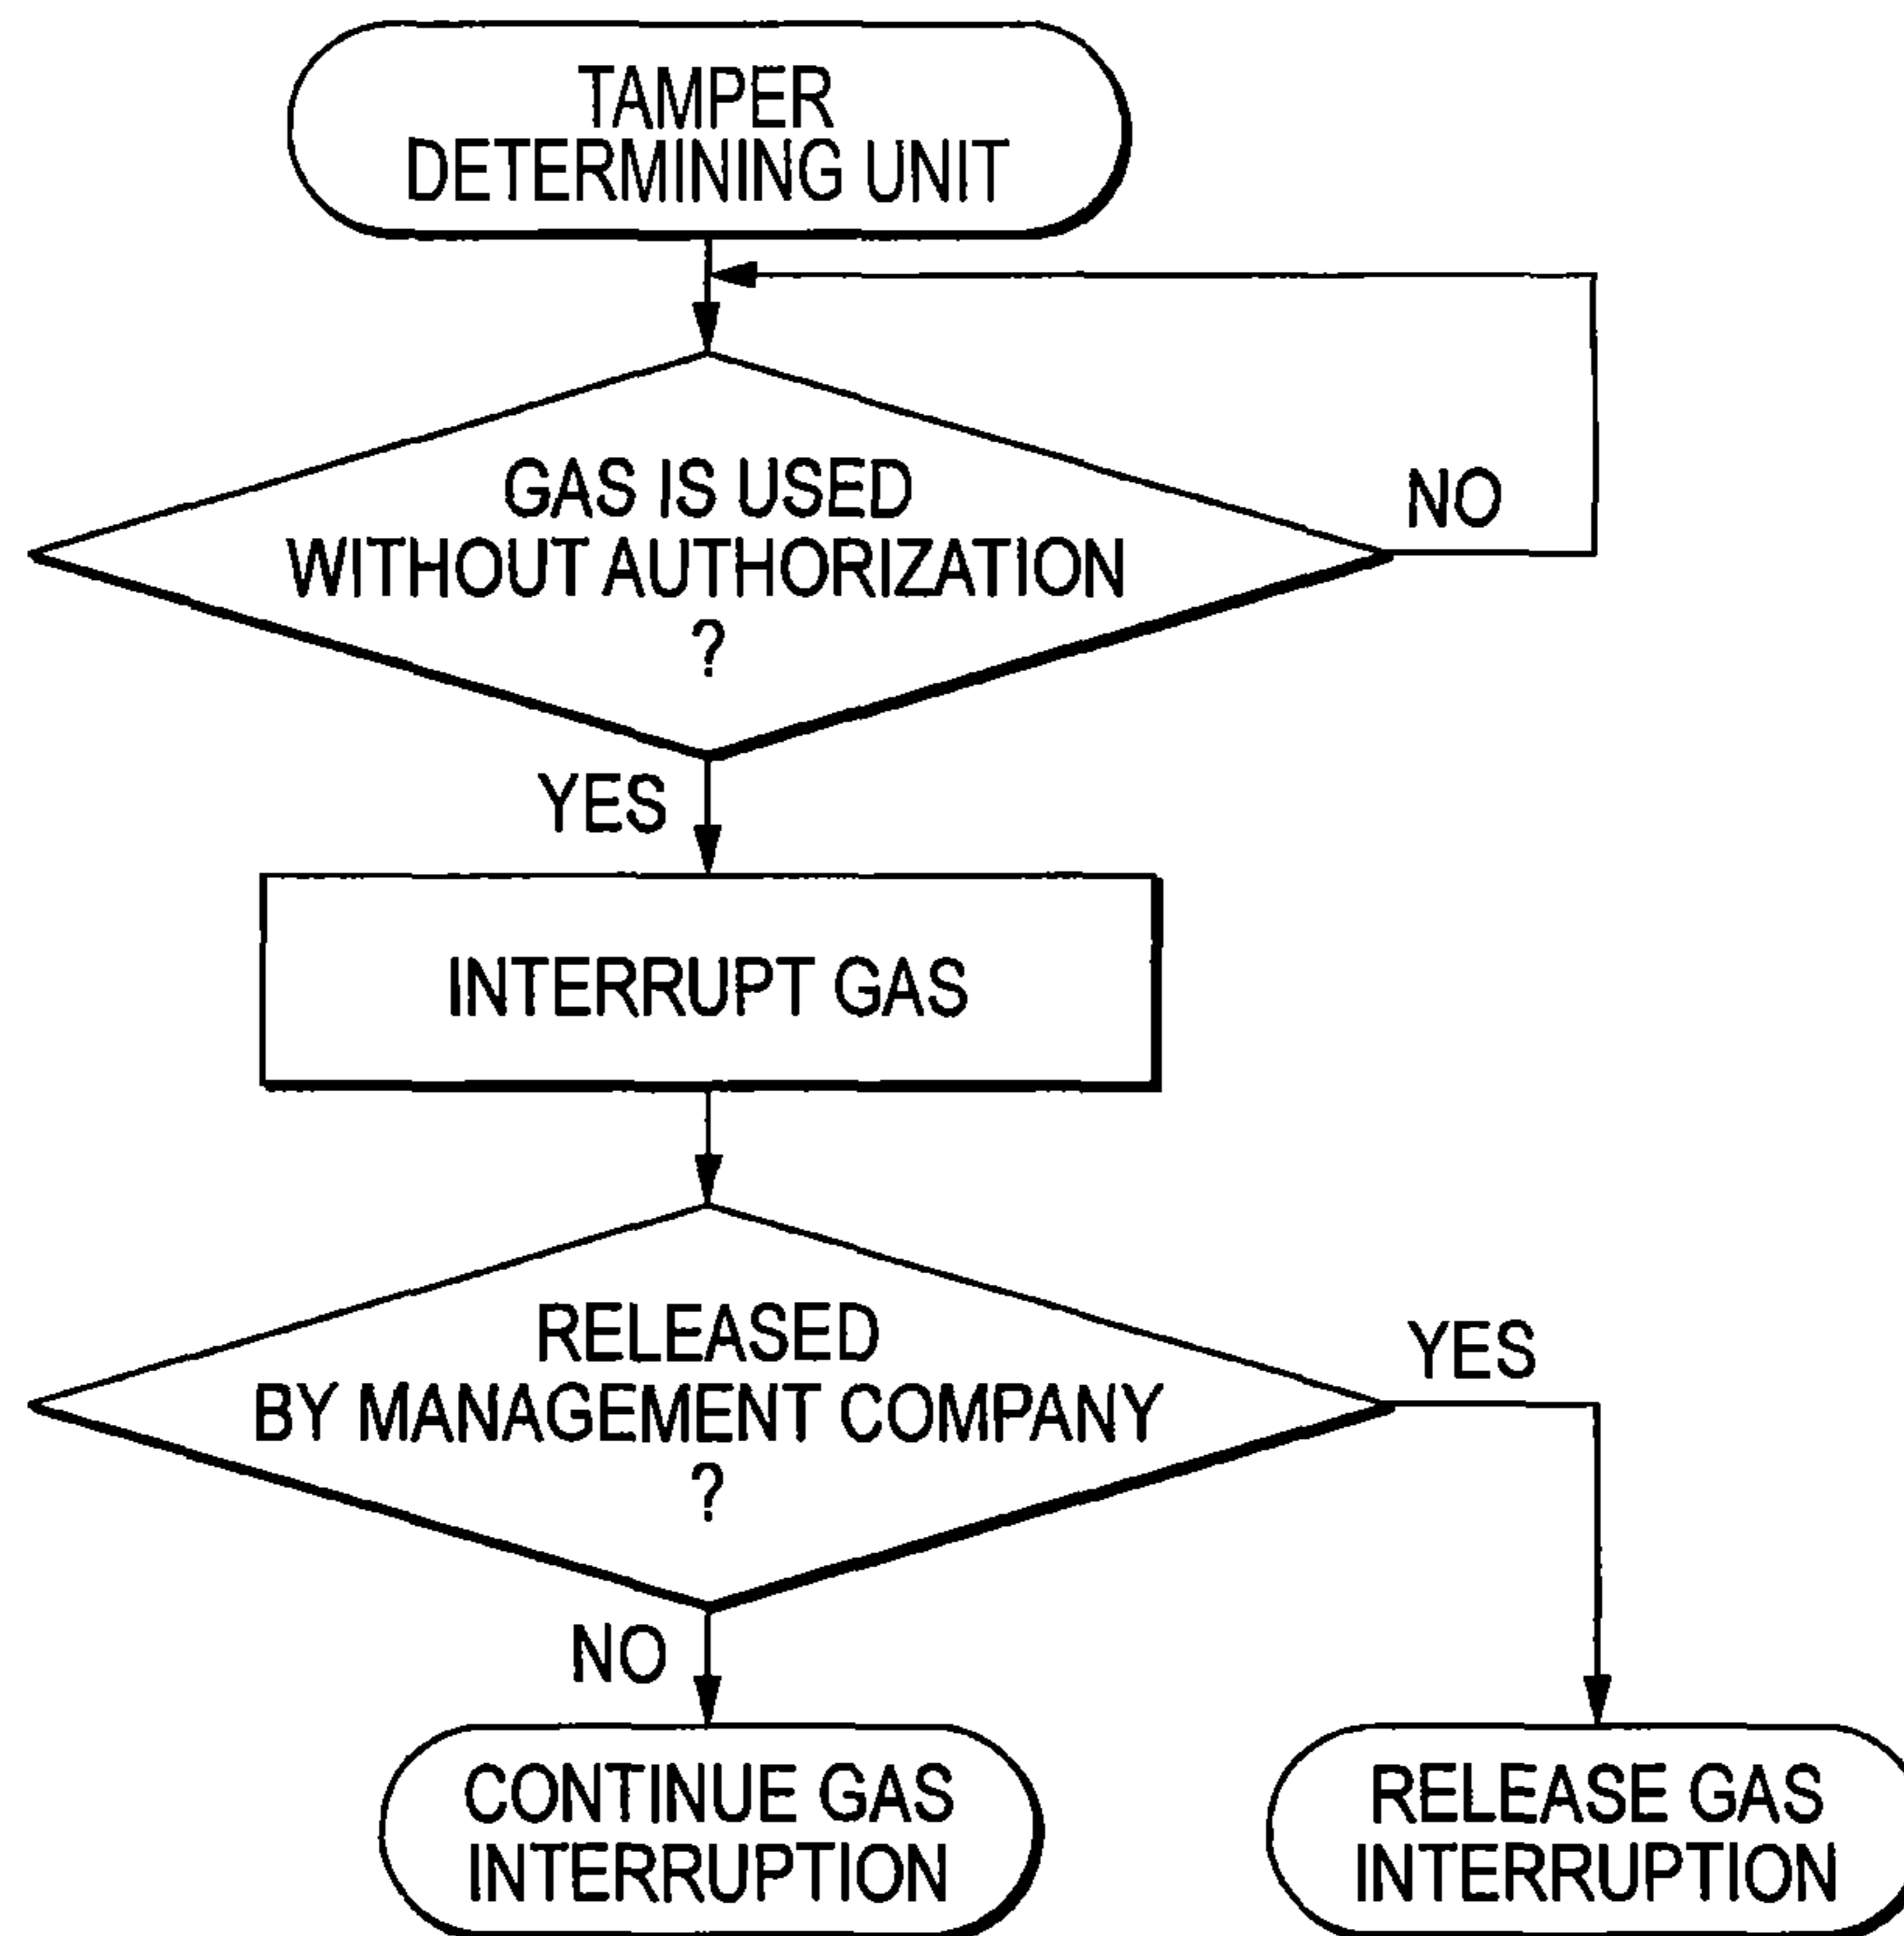 TAMPER
DETERMINING UNIT
GAS IS USED
WITHOUT AUTHORIZATION
?
NO
YES
INTERRUPT GAS
RELEASED
BY MANAGEMENT COMPANY
?
YES
NO
CONTINUE GAS
INTERRUPTION
RELEASE GAS
INTERRUPTION